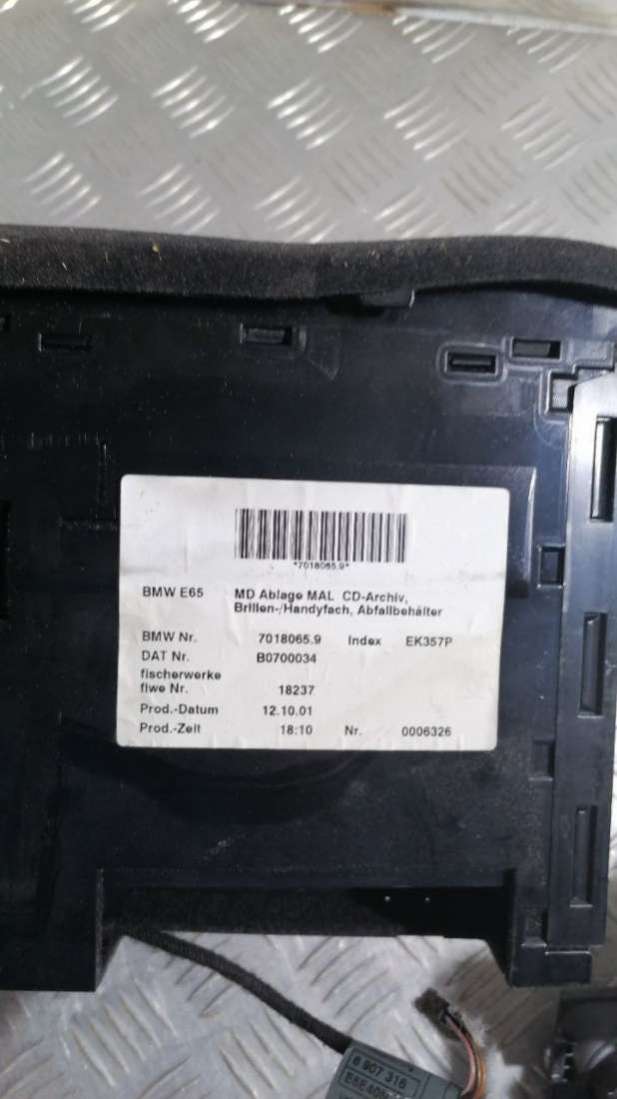 *7018065.9*
BMW E65 MD Ablage MAL CD-Archiv,
Brillen-/Handyfach, Abfallbehälter
BMW Nr. 7018065.9 Index EK357P
DAT Nr. B0700034
fischerwerke
fiwe Nr. 18237
Prod.-Datum 12.10.01
Prod.-Zeit 18:10 Nr. 0006326
6 907 316